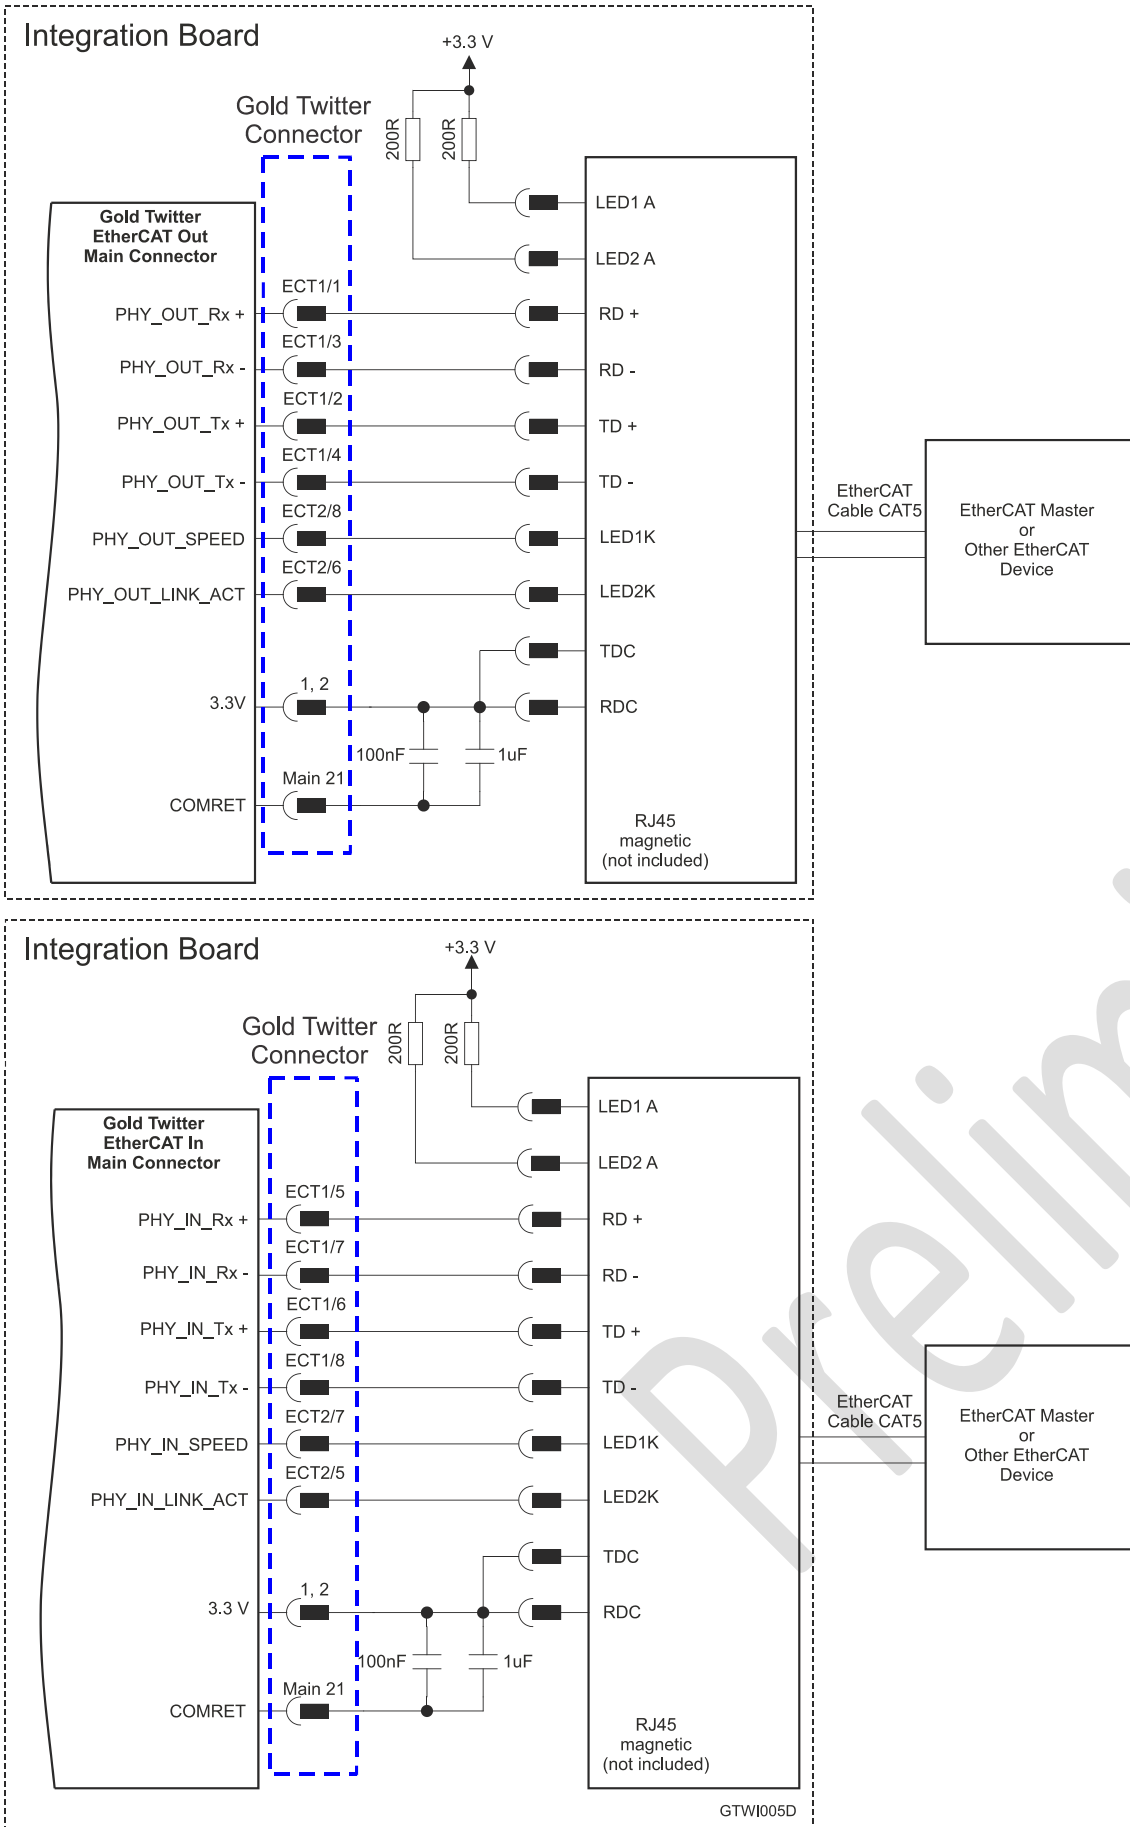 Integration Board
+3.3 V
Gold Twitter
Connector
200R
200R
Gold Twitter
EtherCAT Out
Main Connector
LED1 A
LED2 A
ECT1/1
PHY_OUT_Rx +
RD +
ECT1/3
PHY_OUT_Rx -
RD -
ECT1/2
PHY_OUT_Tx +
TD +
ECT1/4
PHY_OUT_Tx -
TD -
ECT2/8
PHY_OUT_SPEED
LED1K
ECT2/6
PHY_OUT_LINK_ACT
LED2K
TDC
1, 2
3.3V
RDC
100nF
1uF
Main 21
COMRET
RJ45
magnetic
(not included)
EtherCAT
Cable CAT5
EtherCAT Master
or
Other EtherCAT
Device
Integration Board
+3.3 V
Gold Twitter
Connector
200R
200R
Gold Twitter
EtherCAT In
Main Connector
LED1 A
LED2 A
ECT1/5
PHY_IN_Rx +
RD +
ECT1/7
PHY_IN_Rx -
RD -
ECT1/6
PHY_IN_Tx +
TD +
ECT1/8
PHY_IN_Tx -
TD -
ECT2/7
PHY_IN_SPEED
LED1K
ECT2/5
PHY_IN_LINK_ACT
LED2K
TDC
1, 2
3.3 V
RDC
100nF
1uF
Main 21
COMRET
RJ45
magnetic
(not included)
EtherCAT
Cable CAT5
EtherCAT Master
or
Other EtherCAT
Device
GTWI005D
Prelim